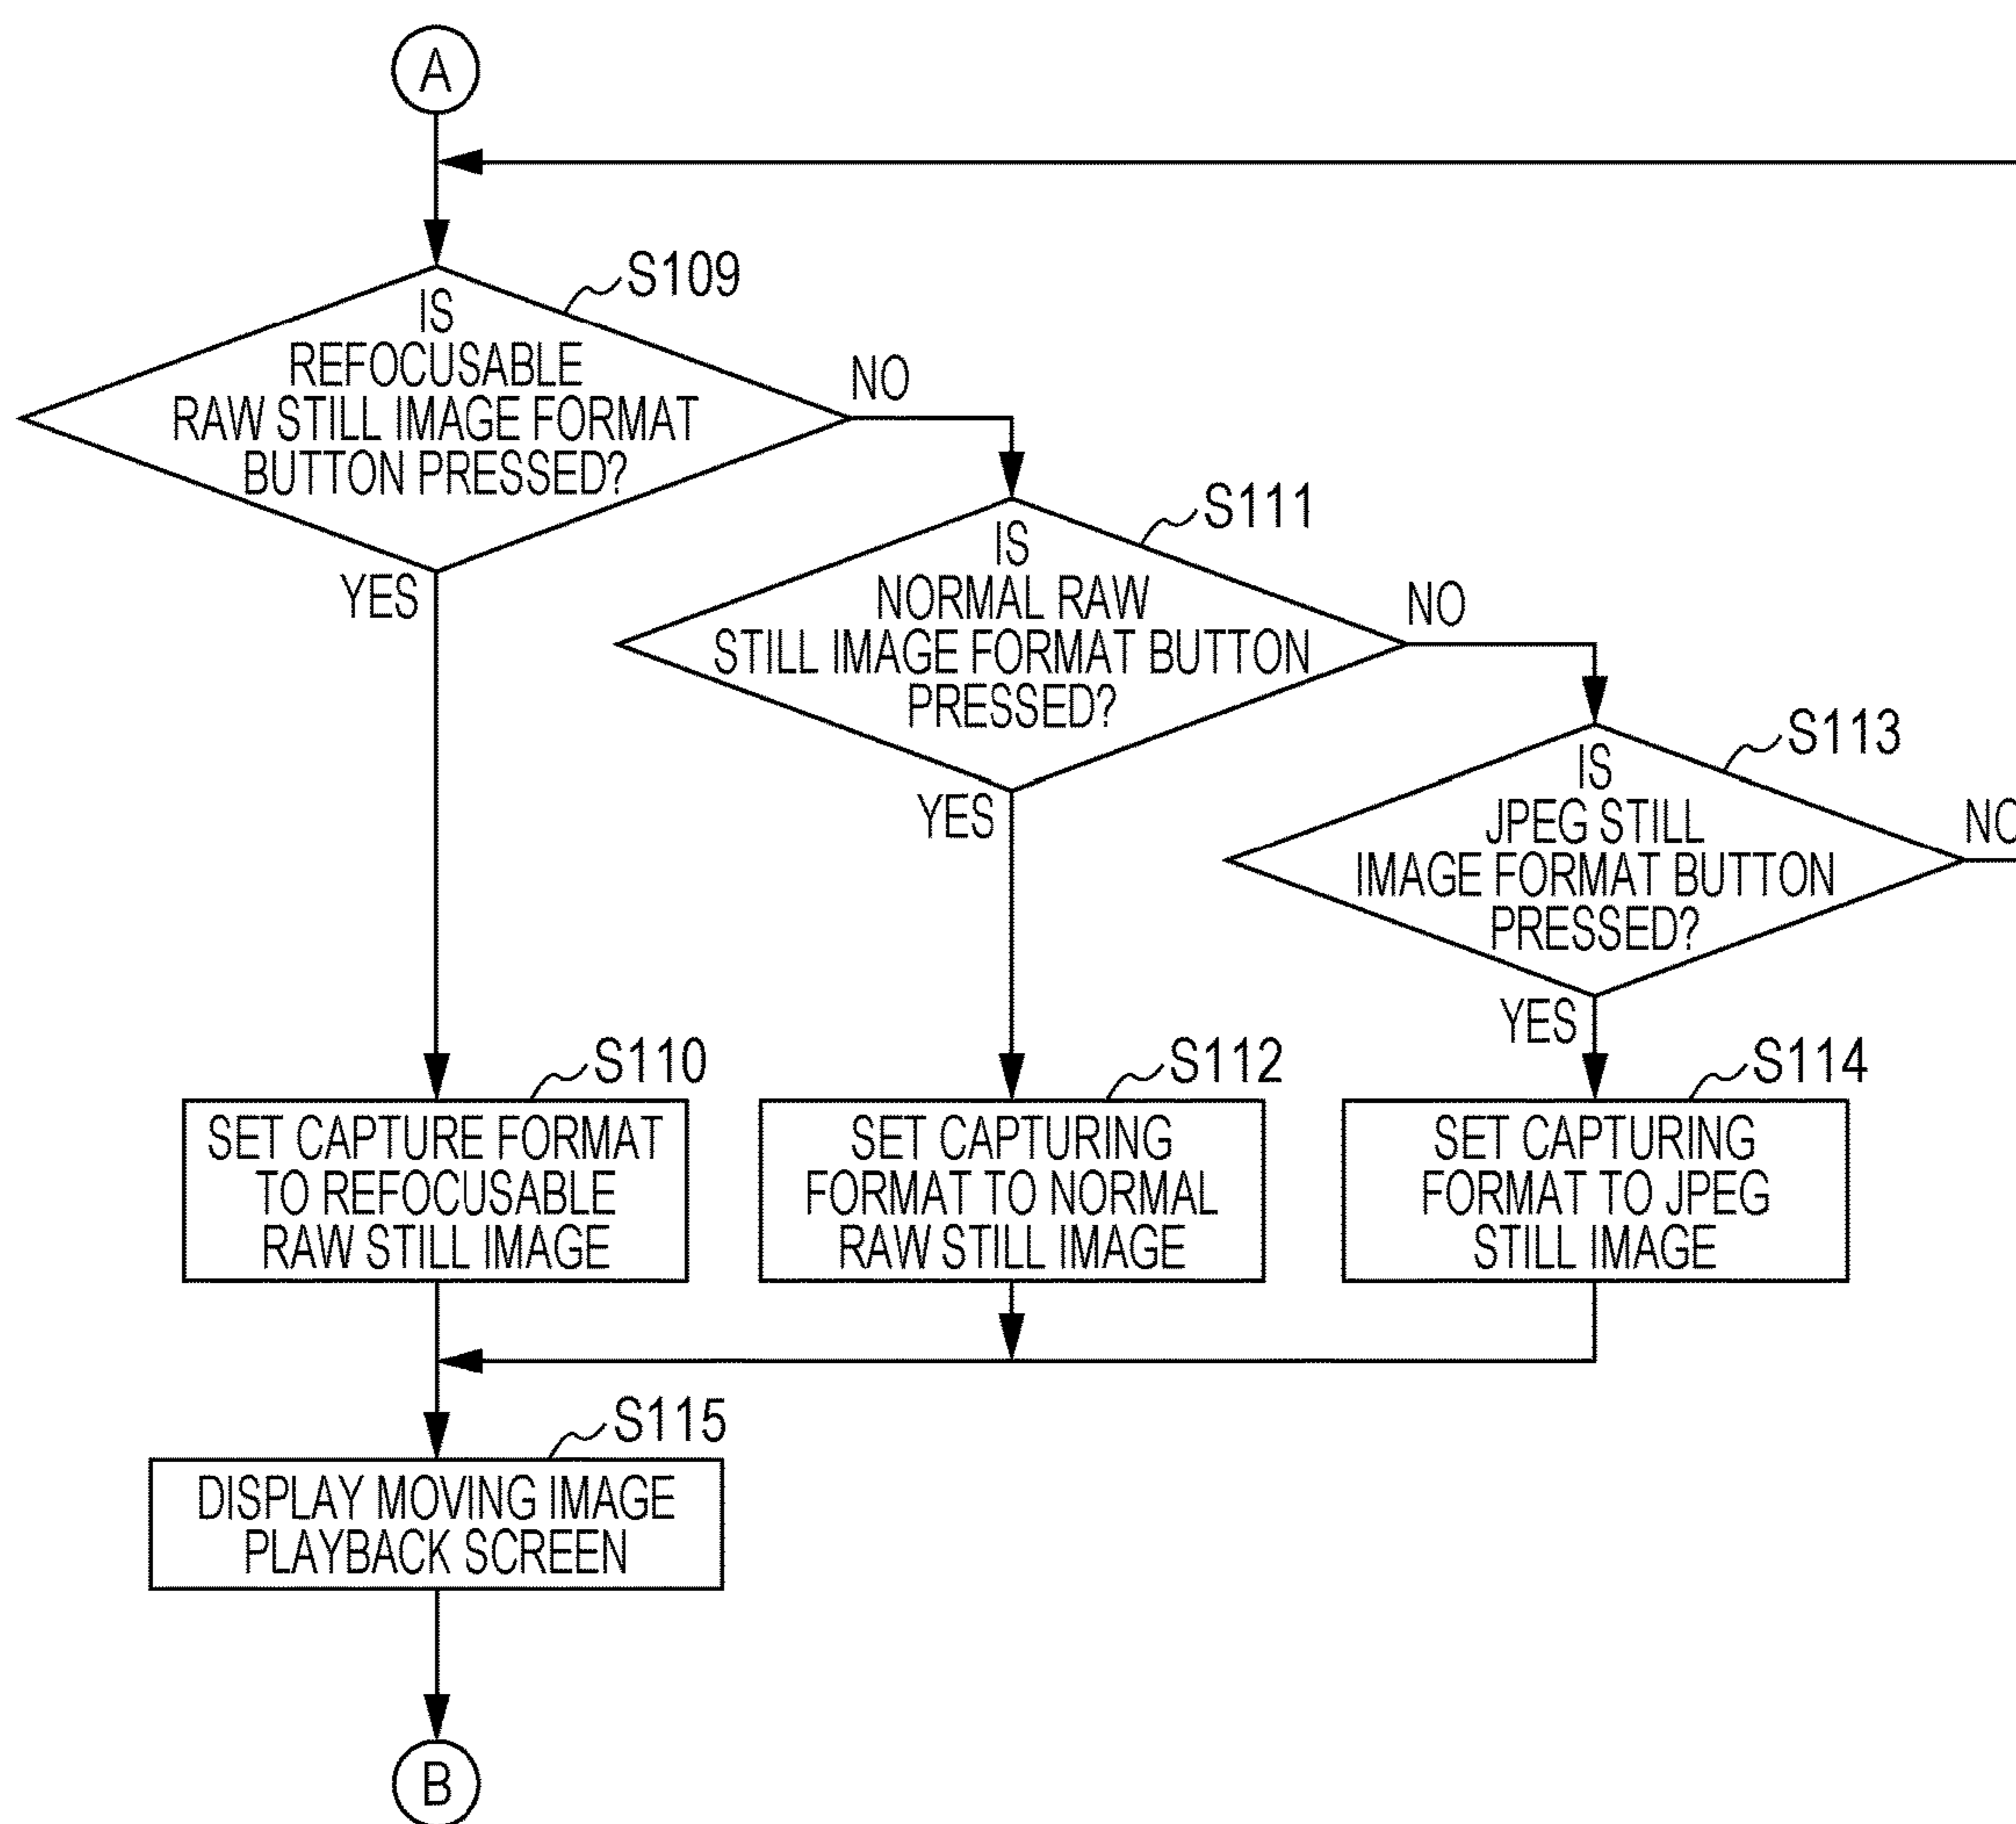 A
S109
IS
REFOCUSABLE
RAW STILL IMAGE FORMAT
BUTTON PRESSED?
NO
YES
S111
IS
NORMAL RAW
STILL IMAGE FORMAT BUTTON
PRESSED?
NO
YES
S113
IS
JPEG STILL
IMAGE FORMAT BUTTON
PRESSED?
NO
YES
S110
SET CAPTURE FORMAT
TO REFOCUSABLE
RAW STILL IMAGE
S112
SET CAPTURING
FORMAT TO NORMAL
RAW STILL IMAGE
S114
SET CAPTURING
FORMAT TO JPEG
STILL IMAGE
S115
DISPLAY MOVING IMAGE
PLAYBACK SCREEN
B